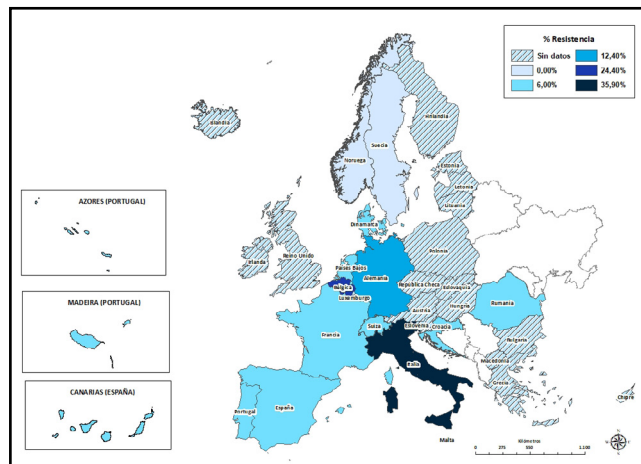 % Resistencia
Sin datos
0,00%
6,00%
12,40%
24,40%
35,90%
Islandia
Finlandia
Noruega
Suecia
Estonia
Letonia
Lituania
Dinamarca
Irlanda
Reino Unido
Países Bajos
Polonia
Alemania
Bélgica
Luxemburgo
República Checa
Eslovaquia
Austria
Hungría
Francia
Suiza
Eslovenia
Croacia
Rumania
Bulgaria
Italia
Macedonia
Grecia
Portugal
España
Malta
Chipre
AZORES (PORTUGAL)
MADEIRA (PORTUGAL)
CANARIAS (ESPAÑA)
Kilómetros
0 275 550 1.100